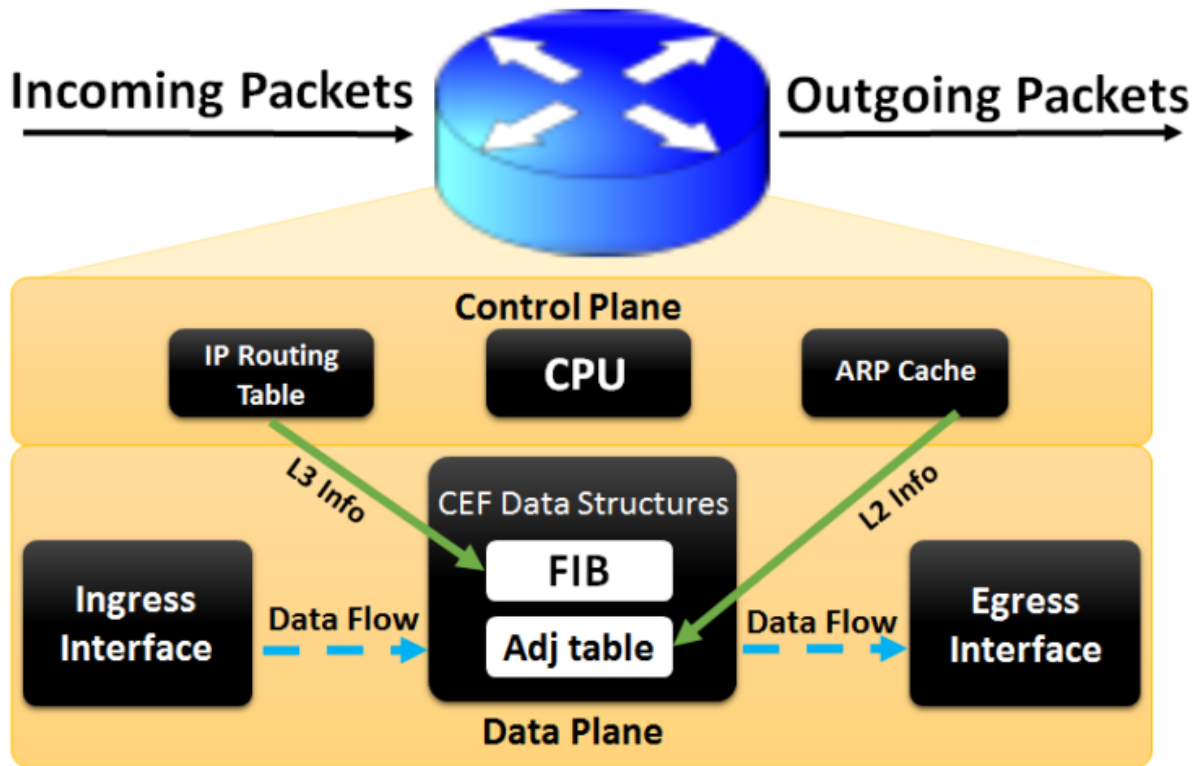 Incoming Packets
Outgoing Packets
Control Plane
IP Routing
Table
CPU
ARP Cache
L3 Info
L2 Info
CEF Data Structures
FIB
Adj table
Ingress
Interface
Data Flow
Data Flow
Egress
Interface
Data Plane